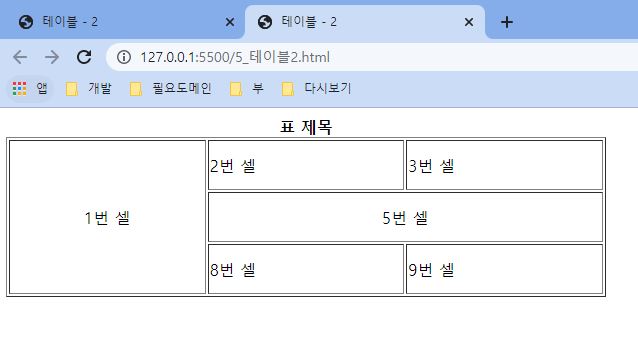 테이블 - 2 테이블 - 2
127.0.0.1:5500/5_테이블2.html
앱 개발 필요도메인 부 다시보기
표 제목
2번 셀 3번 셀
1번 셀 5번 셀
8번 셀 9번 셀